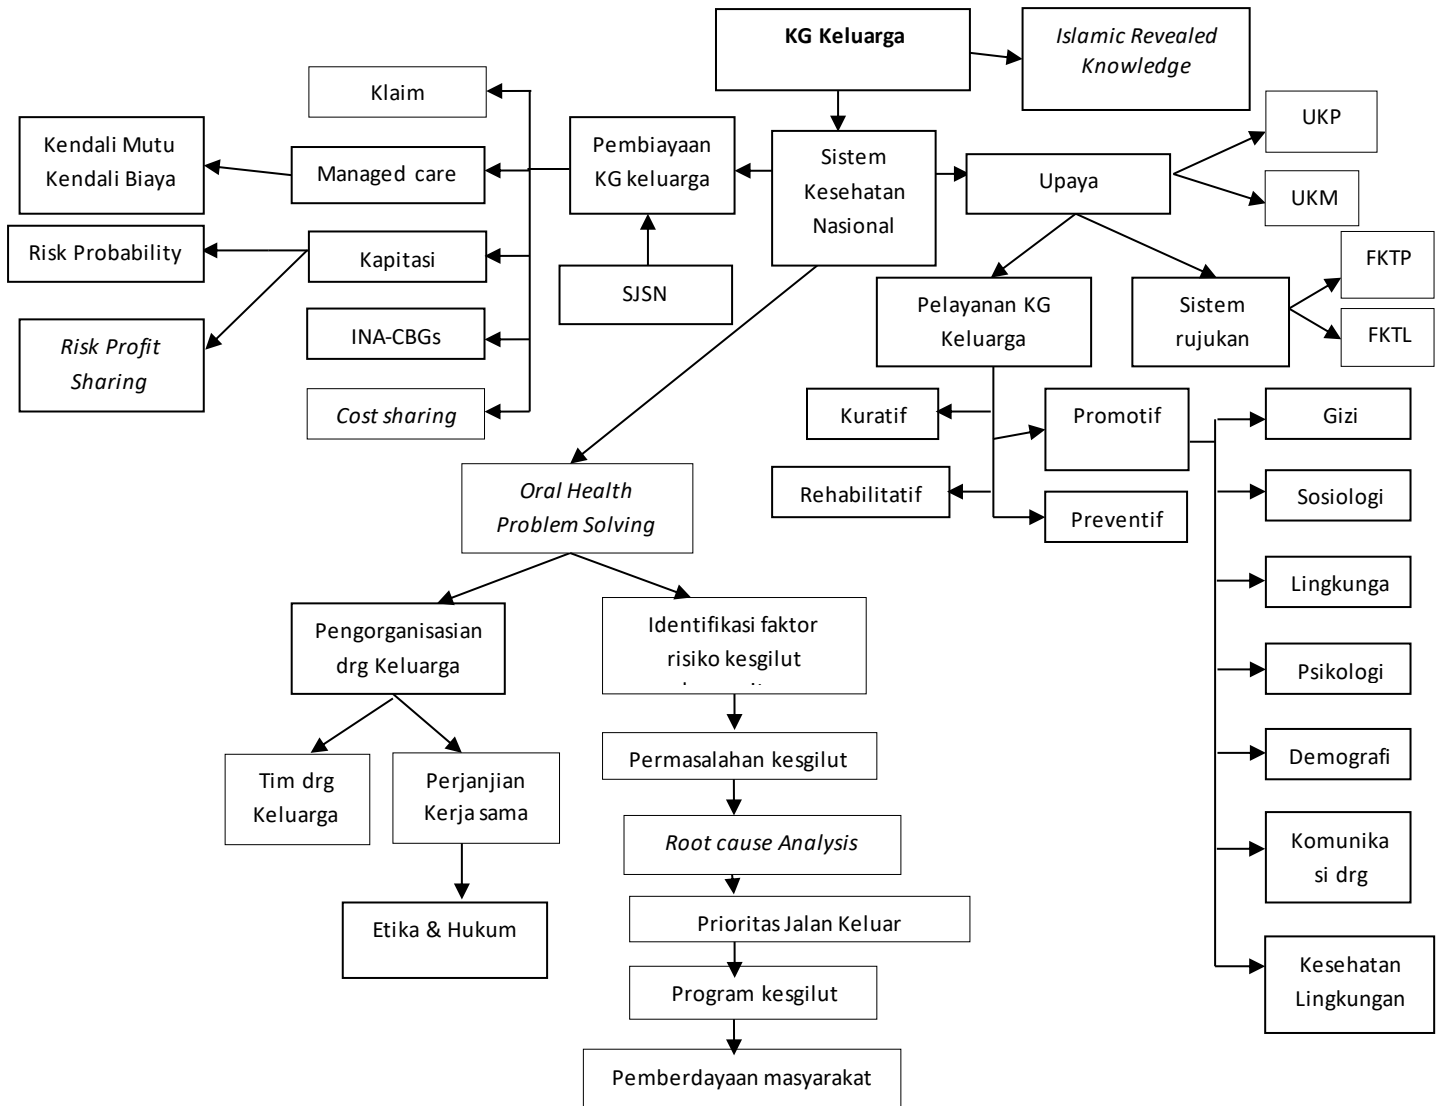 KG Keluarga
Islamic Revealed
Knowledge
Klaim
UKP
Kendali Mutu
Kendali Biaya
Managed care
Pembiayaan
KG keluarga
Sistem
Kesehatan
Nasional
Upaya
UKM
Risk Probability
Kapitasi
SJSN
FKTP
Pelayanan KG
Keluarga
Sistem
rujukan
FKTL
Risk Profit
Sharing
INA-CBGs
Cost sharing
Kuratif
Promotif
Gizi
Rehabilitatif
Preventif
Sosiologi
Oral Health
Problem Solving
Lingkunga
Pengorganisasian
drg Keluarga
Identifikasi faktor
risiko kesgilut
Psikologi
Tim drg
Keluarga
Perjanjian
Kerja sama
Permasalahan kesgilut
Demografi
Root cause Analysis
Komunika
si drg
Etika & Hukum
Prioritas Jalan Keluar
Kesehatan
Lingkungan
Program kesgilut
Pemberdayaan masyarakat